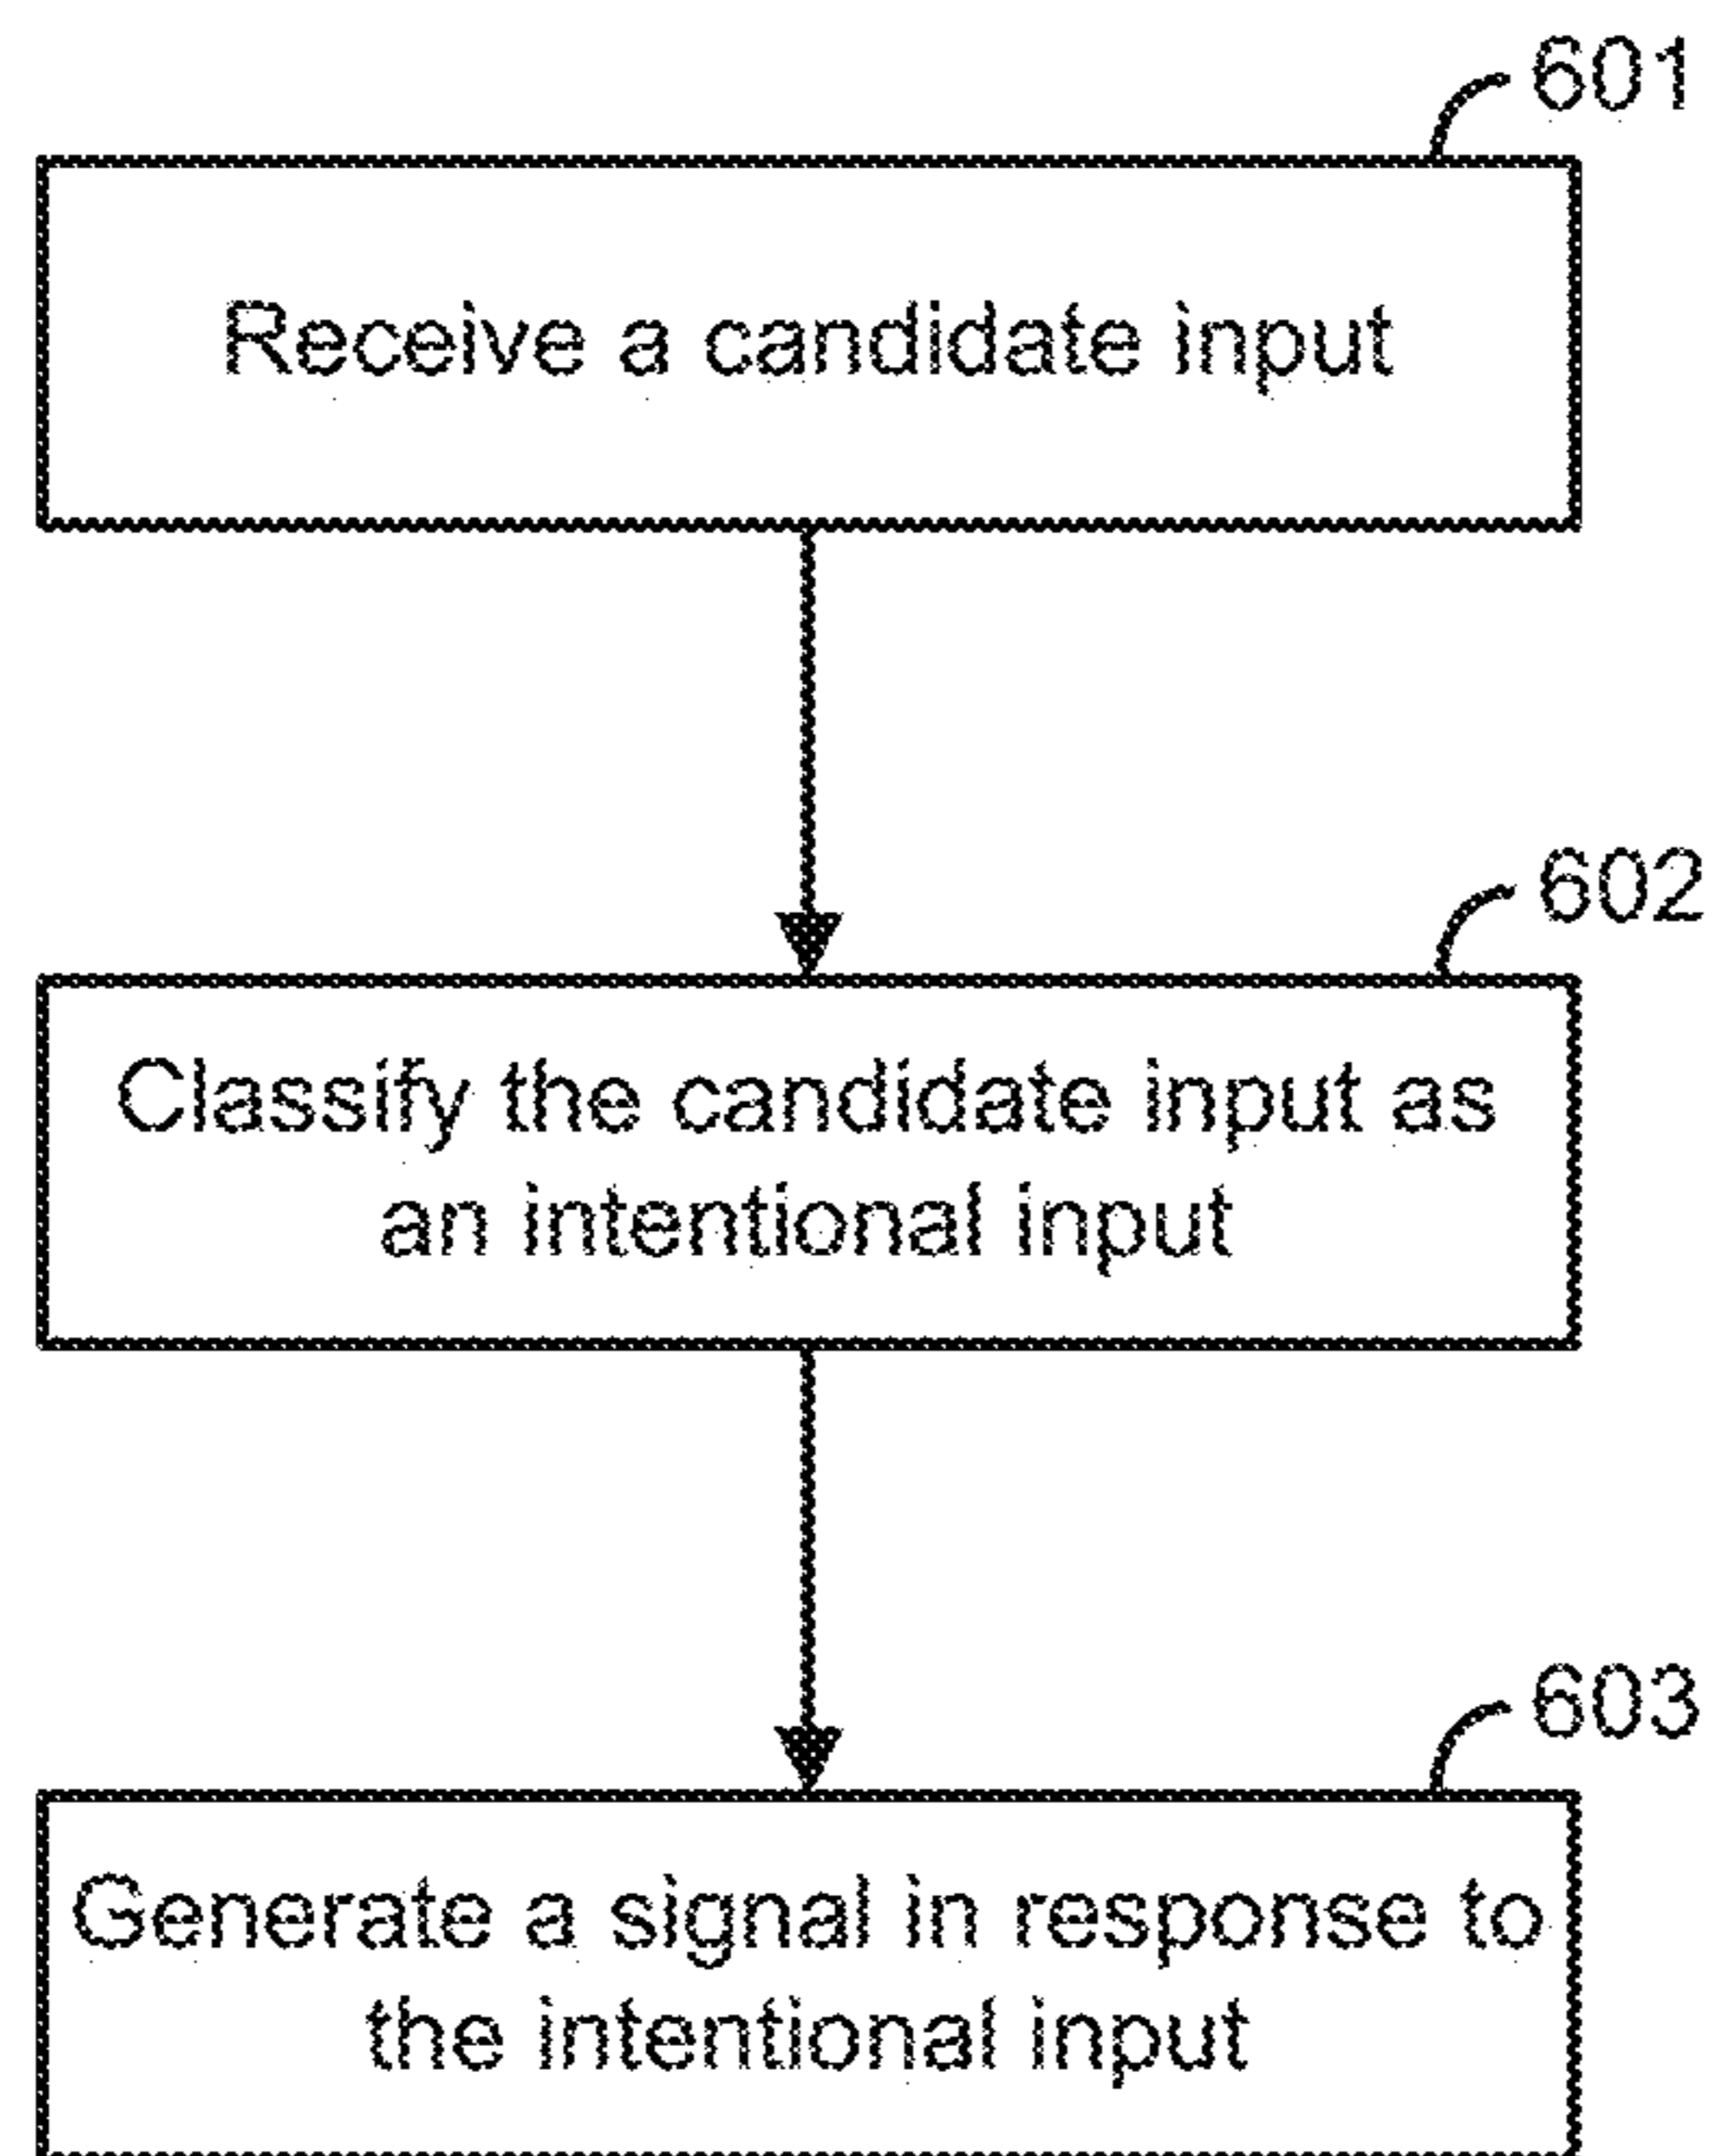 601
Receive a candidate input
602
Classify the candidate input as
an intentional input
603
Generate a signal in response to
the intentional input